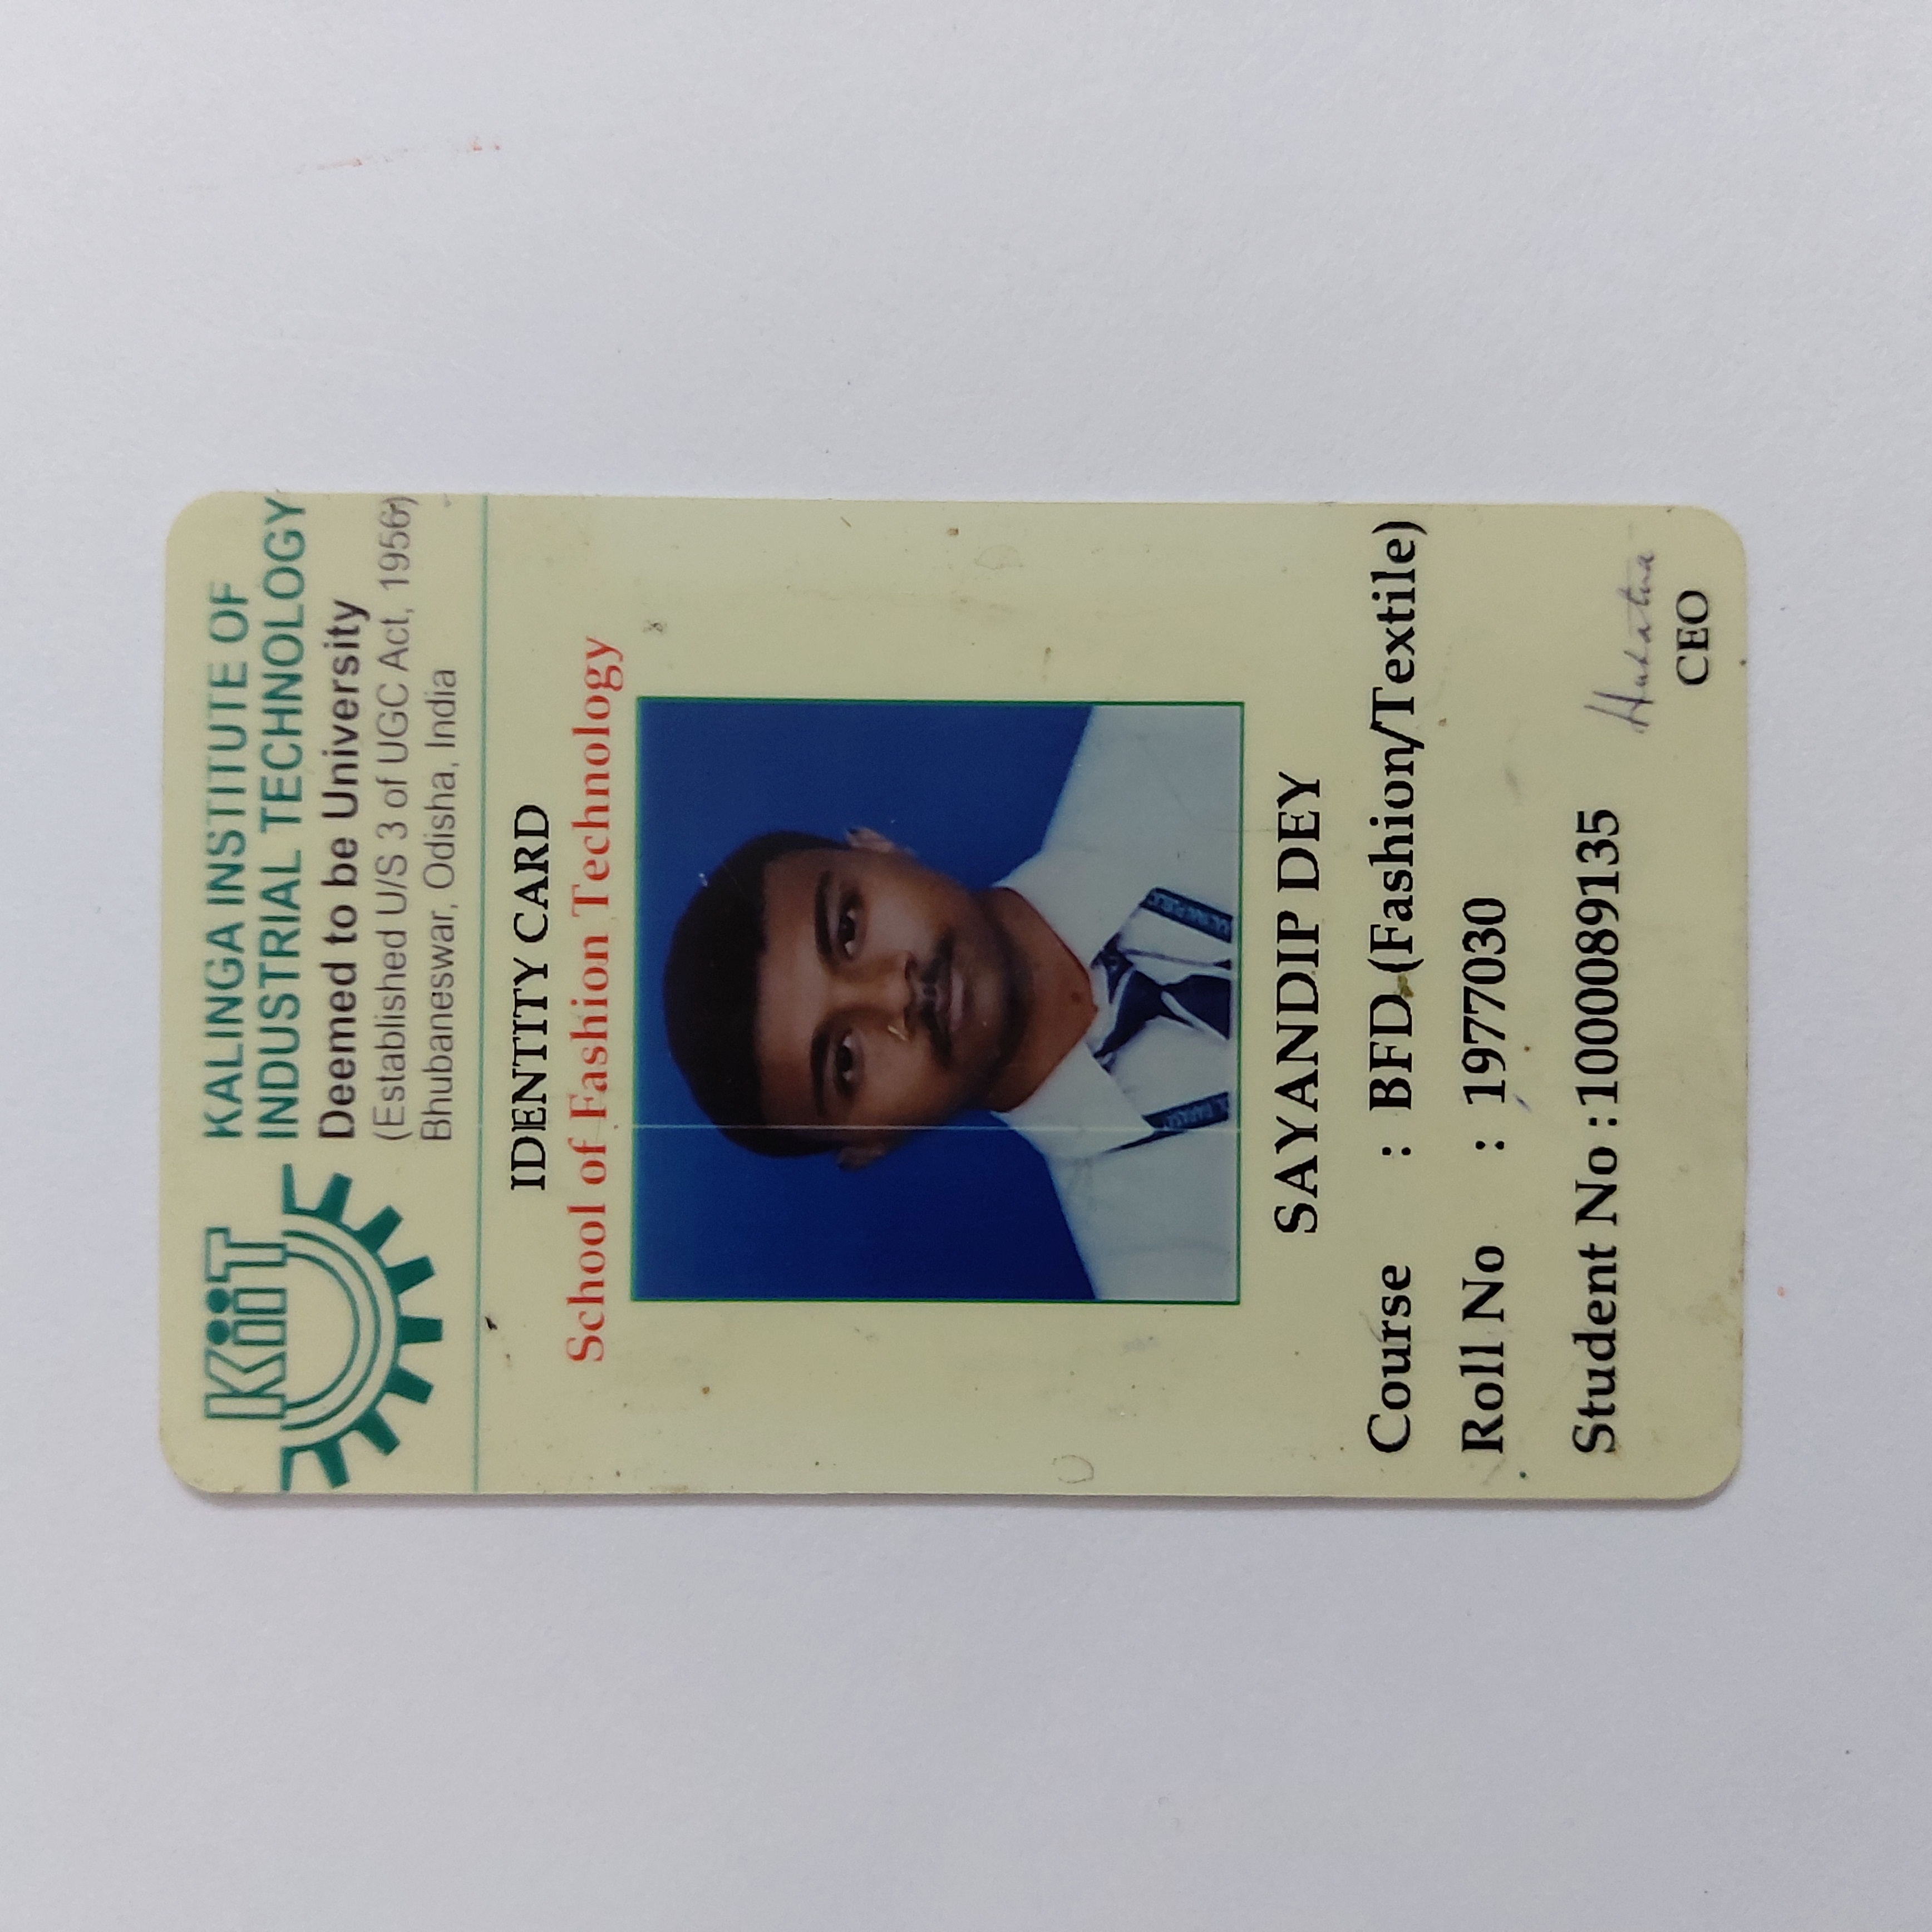 KiiT
KALINGA INSTITUTE OF
INDUSTRIAL TECHNOLOGY
Deemed to be University
(Established U/S 3 of UGC Act, 1956)
Bhubaneswar, Odisha, India
IDENTITY CARD
School of Fashion Technology
SAYANDIP DEY
Course : BFD (Fashion/Textile)
Roll No : 1977030
Student No : 1000089135
CEO